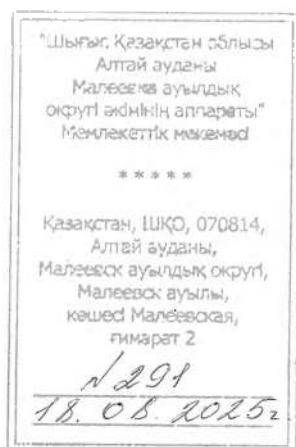 "Шығыс Қазақстан облысы
Алтай ауданы
Малеевка ауылдық
округі әкімінің аппараты"
Мемлекеттік мекемесі
*****
Қазақстан, ШҚО, 070814,
Алтай ауданы,
Малеевск ауылдық округі,
Малеевск ауылы,
көшесі Малеевская,
ғимарат 2
№ 291
18. 08. 2025г